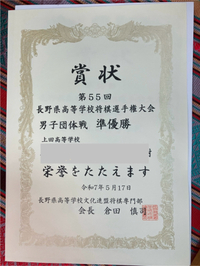 賞状
第55回
長野県高等学校将棋選手権大会
男子団体戦 準優勝
上田高等学校
栄誉をたたえます
令和7年5月17日
長野県高等学校文化連盟将棋専門部
会長 倉田 慎司